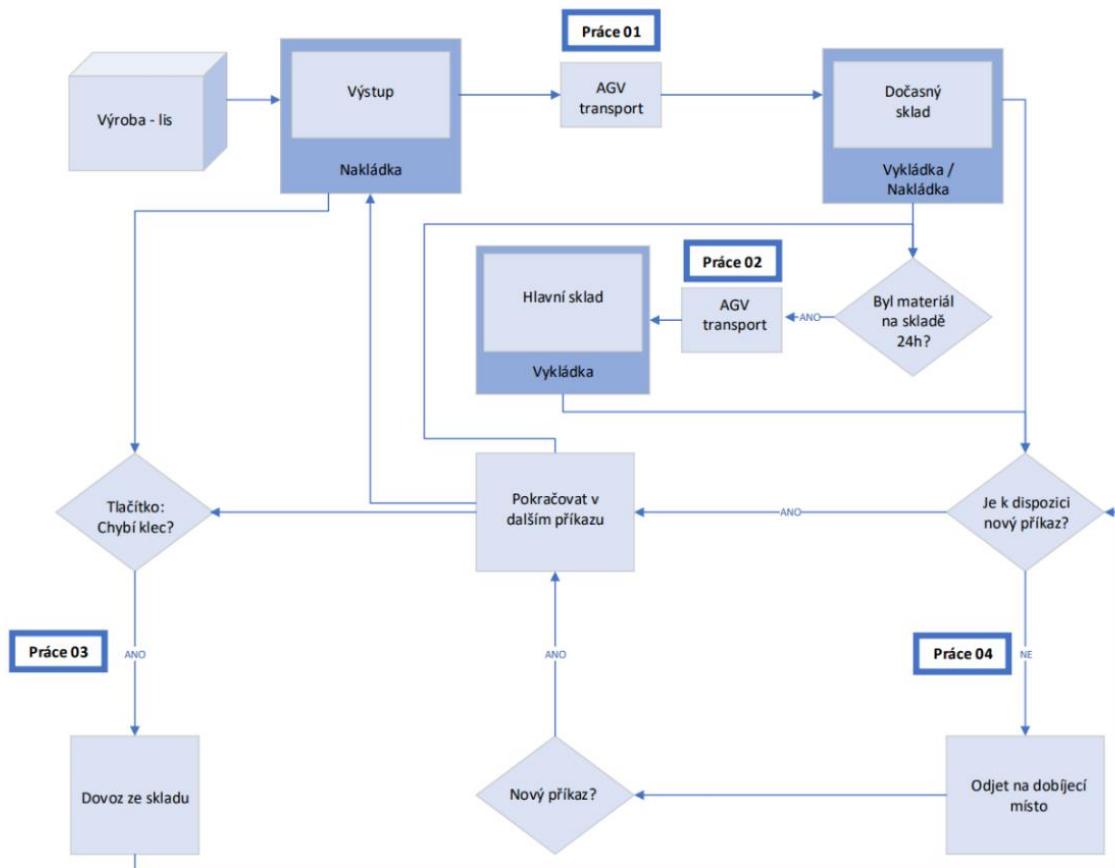 Práce 01
Výroba - lis
Výstup
Nakládka
AGV
transport
Dočasný
sklad
Vykládka /
Nakládka
Práce 02
Hlavní sklad
Vykládka
AGV
transport
ANO
Byl materiál
na skladě
24h?
Tlačítko:
Chybí klec?
Pokračovat v
dalším příkazu
ANO
Je k dispozici
nový příkaz?
Práce 03
ANO
ANO
Práce 04
NE
Dovoz ze skladu
Nový příkaz?
Odjet na dobíjecí
místo